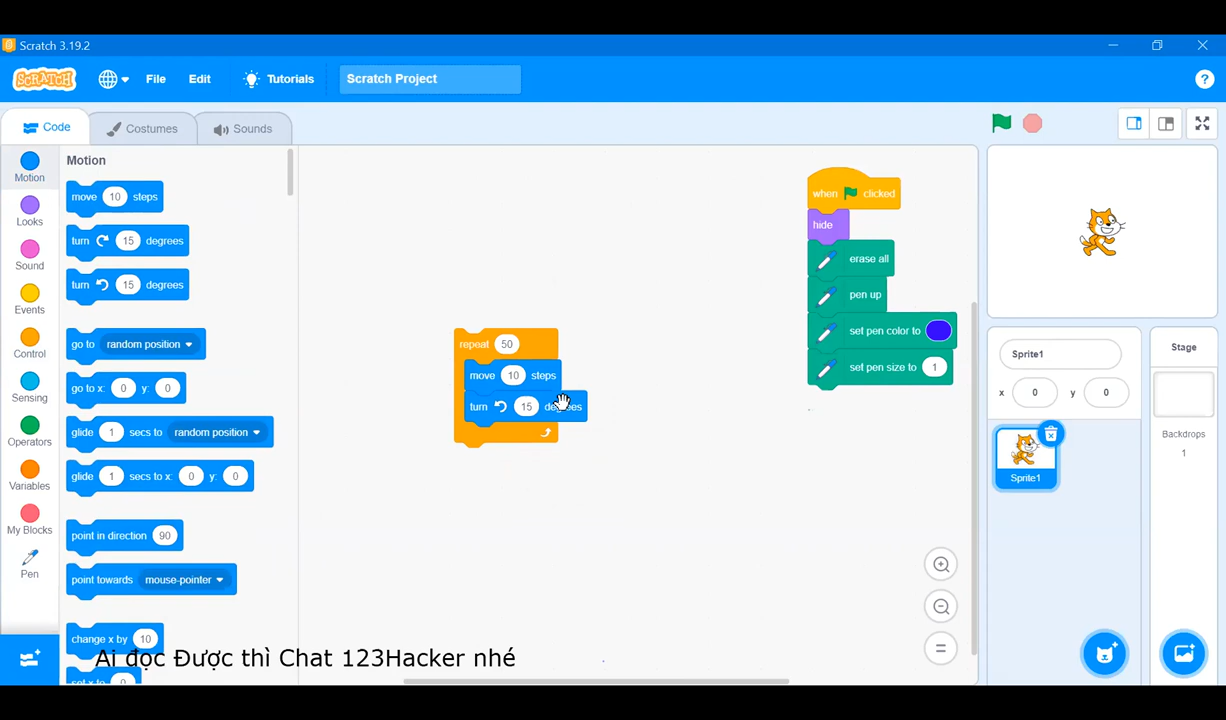 Scratch 3.19.2
SCRATCH File Edit Tutorials Scratch Project ?
Code Costumes Sounds
Motion
Looks
Sound
Events
Control
Sensing
Operators
Variables
My Blocks
Pen
Motion
move 10 steps
turn 15 degrees
turn 15 degrees
go to random position
go to x: 0 y: 0
glide 1 secs to random position
glide 1 secs to x: 0 y: 0
point in direction 90
point towards mouse-pointer
change x by 10
set x to 0
repeat 50
move 10 steps
turn 15 degrees
when clicked
hide
erase all
pen up
set pen color to
set pen size to 1
Sprite1
x 0 y 0
Sprite1
Stage
Backdrops
1
Ai đọc Được thì Chat 123Hacker nhé